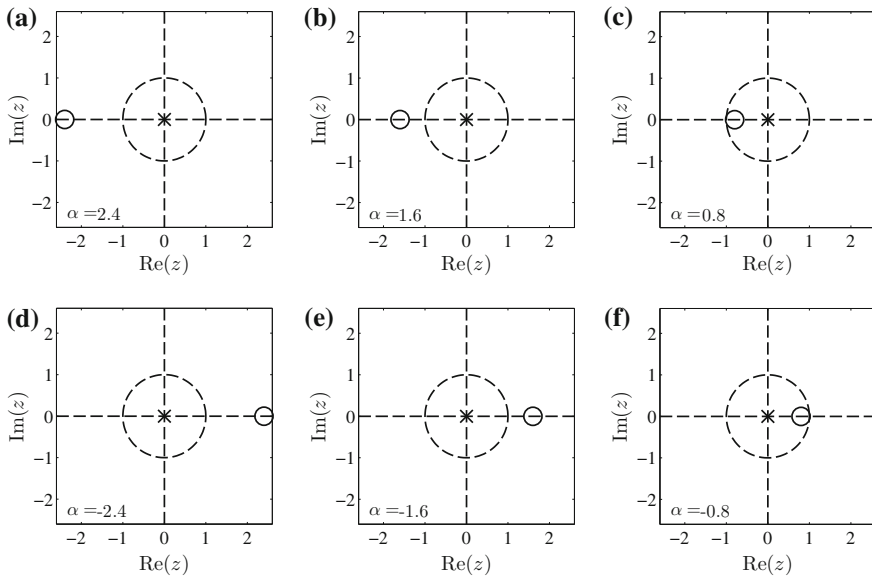 (a)
2
1
0
−1
−2
Im(z)
α =2.4
−2 −1 0 1 2
Re(z)
(b)
2
1
0
−1
−2
Im(z)
α =1.6
−2 −1 0 1 2
Re(z)
(c)
2
1
0
−1
−2
Im(z)
α =0.8
−2 −1 0 1 2
Re(z)
(d)
2
1
0
−1
−2
Im(z)
α =-2.4
−2 −1 0 1 2
Re(z)
(e)
2
1
0
−1
−2
Im(z)
α =-1.6
−2 −1 0 1 2
Re(z)
(f)
2
1
0
−1
−2
Im(z)
α =-0.8
−2 −1 0 1 2
Re(z)